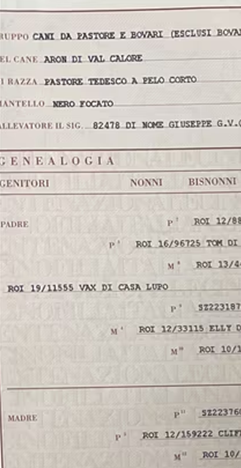 RUPPO CANI DA PASTORE E BOVARI (ESCLUSI BOVA
EL CANE ARON DI VAL CALORE
I RAZZA PASTORE TEDESCO A PELO CORTO
MANTELLO NERO FOCATO
ALLEVATORE IL SIG. 82478 DI NOME GIUSEPPE G.V.
GENEALOGIA
GENITORI NONNI BISNONNI
PADRE
P ROI 12/88
P ROI 16/96725 TOM DI
M ROI 13/4
ROI 19/11555 VAX DI CASA LUPO
P SZ223187
M ROI 12/33115 ELLY D
M ROI 10/1
MADRE
P SZ22376
P ROI 12/159222 CLIF
M ROI 10/